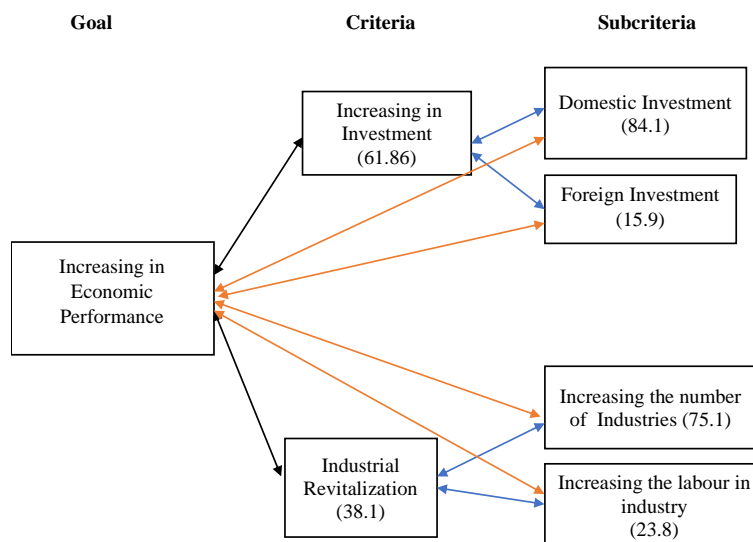 Goal
Criteria
Subcriteria
Increasing in
Investment
(61.86)
Domestic Investment
(84.1)
Foreign Investment
(15.9)
Increasing in
Economic
Performance
Increasing the number
of Industries (75.1)
Industrial
Revitalization
(38.1)
Increasing the labour in
industry
(23.8)